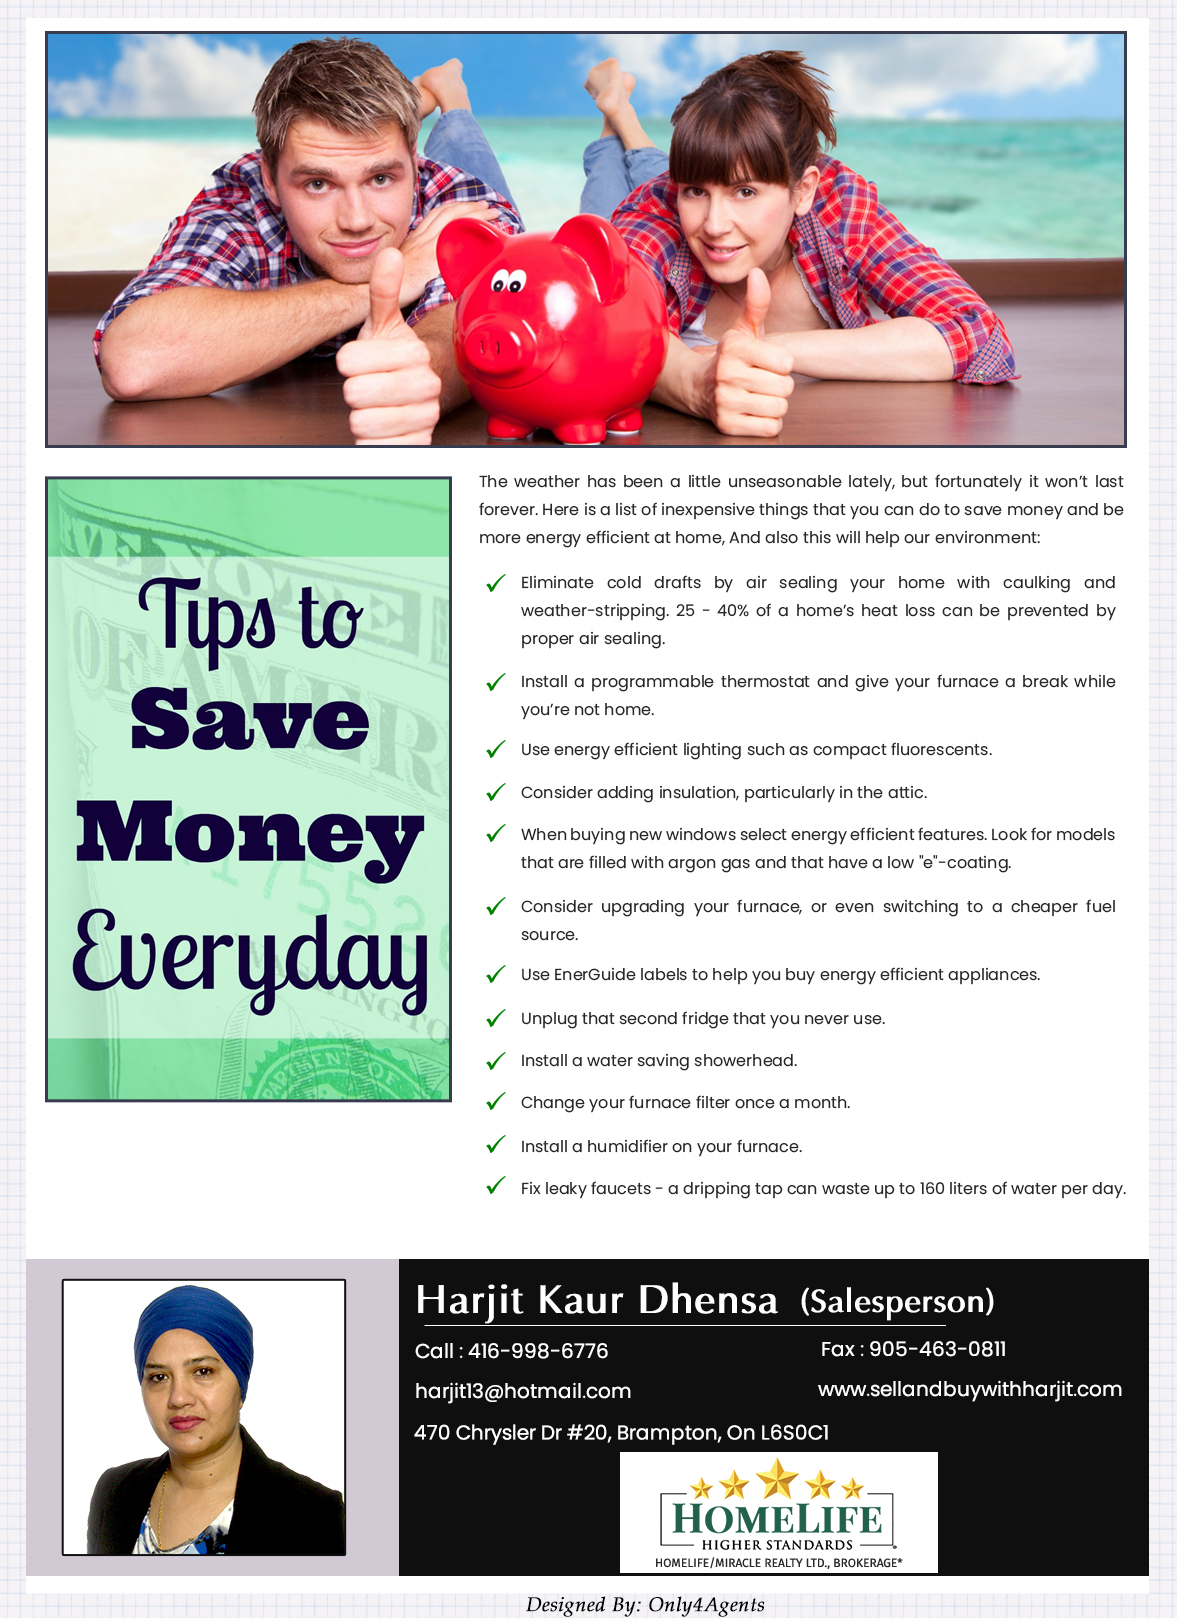 Tips to
Save
Money
Everyday
The weather has been a little unseasonable lately, but fortunately it won’t last
forever. Here is a list of inexpensive things that you can do to save money and be
more energy efficient at home, And also this will help our environment:
Eliminate cold drafts by air sealing your home with caulking and
weather-stripping. 25 - 40% of a home’s heat loss can be prevented by
proper air sealing.
Install a programmable thermostat and give your furnace a break while
you’re not home.
Use energy efficient lighting such as compact fluorescents.
Consider adding insulation, particularly in the attic.
When buying new windows select energy efficient features. Look for models
that are filled with argon gas and that have a low "e"-coating.
Consider upgrading your furnace, or even switching to a cheaper fuel
source.
Use EnerGuide labels to help you buy energy efficient appliances.
Unplug that second fridge that you never use.
Install a water saving showerhead.
Change your furnace filter once a month.
Install a humidifier on your furnace.
Fix leaky faucets - a dripping tap can waste up to 160 liters of water per day.
Harjit Kaur Dhensa (Salesperson)
Call : 416-998-6776
Fax : 905-463-0811
harjit13@hotmail.com
www.sellandbuywithharjit.com
470 Chrysler Dr #20, Brampton, On L6S0C1
HOMELIFE
HIGHER STANDARDS
HOMELIFE/MIRACLE REALTY LTD., BROKERAGE*
Designed By: Only4Agents